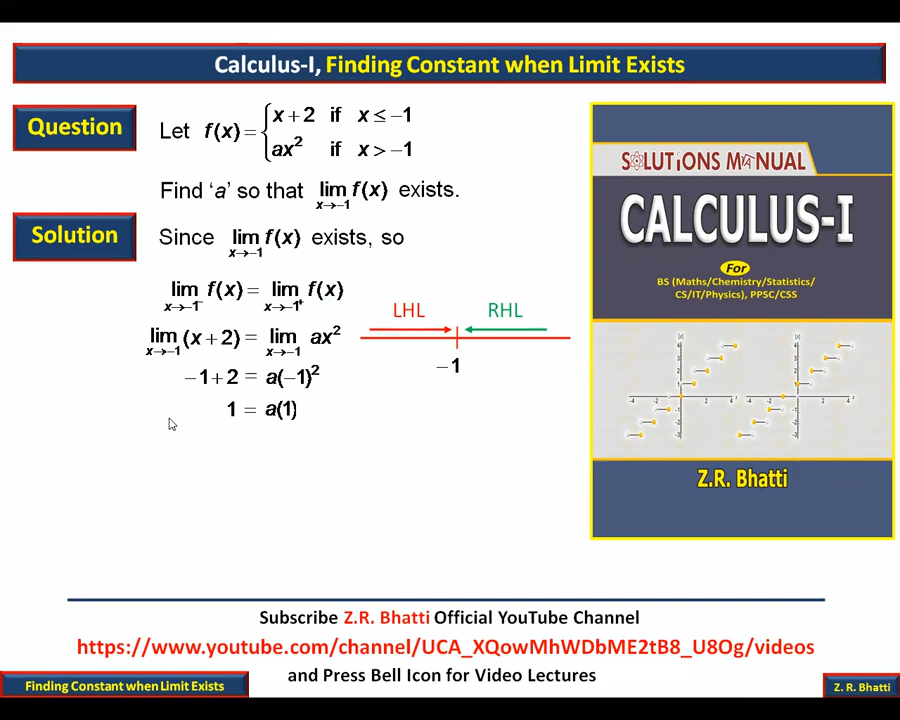 Calculus-I, Finding Constant when Limit Exists
Question
Let f(x) = { x + 2 if x ≤ −1
ax² if x > −1
Find ‘a’ so that lim x→−1 f(x) exists.
Solution
Since lim x→−1 f(x) exists, so
lim x→−1⁻ f(x) = lim x→−1⁺ f(x)
lim x→−1 (x + 2) = lim x→−1 ax²
−1 + 2 = a(−1)²
1 = a(1)
LHL RHL
−1
SOLUTiONS MANUAL
CALCULUS-I
For
BS (Maths/Chemistry/Statistics/
CS/IT/Physics), PPSC/CSS
Z.R. Bhatti
Subscribe Z.R. Bhatti Official YouTube Channel
https://www.youtube.com/channel/UCA_XQowMhWDbME2tB8_U8Og/videos
and Press Bell Icon for Video Lectures
Finding Constant when Limit Exists
Z. R. Bhatti